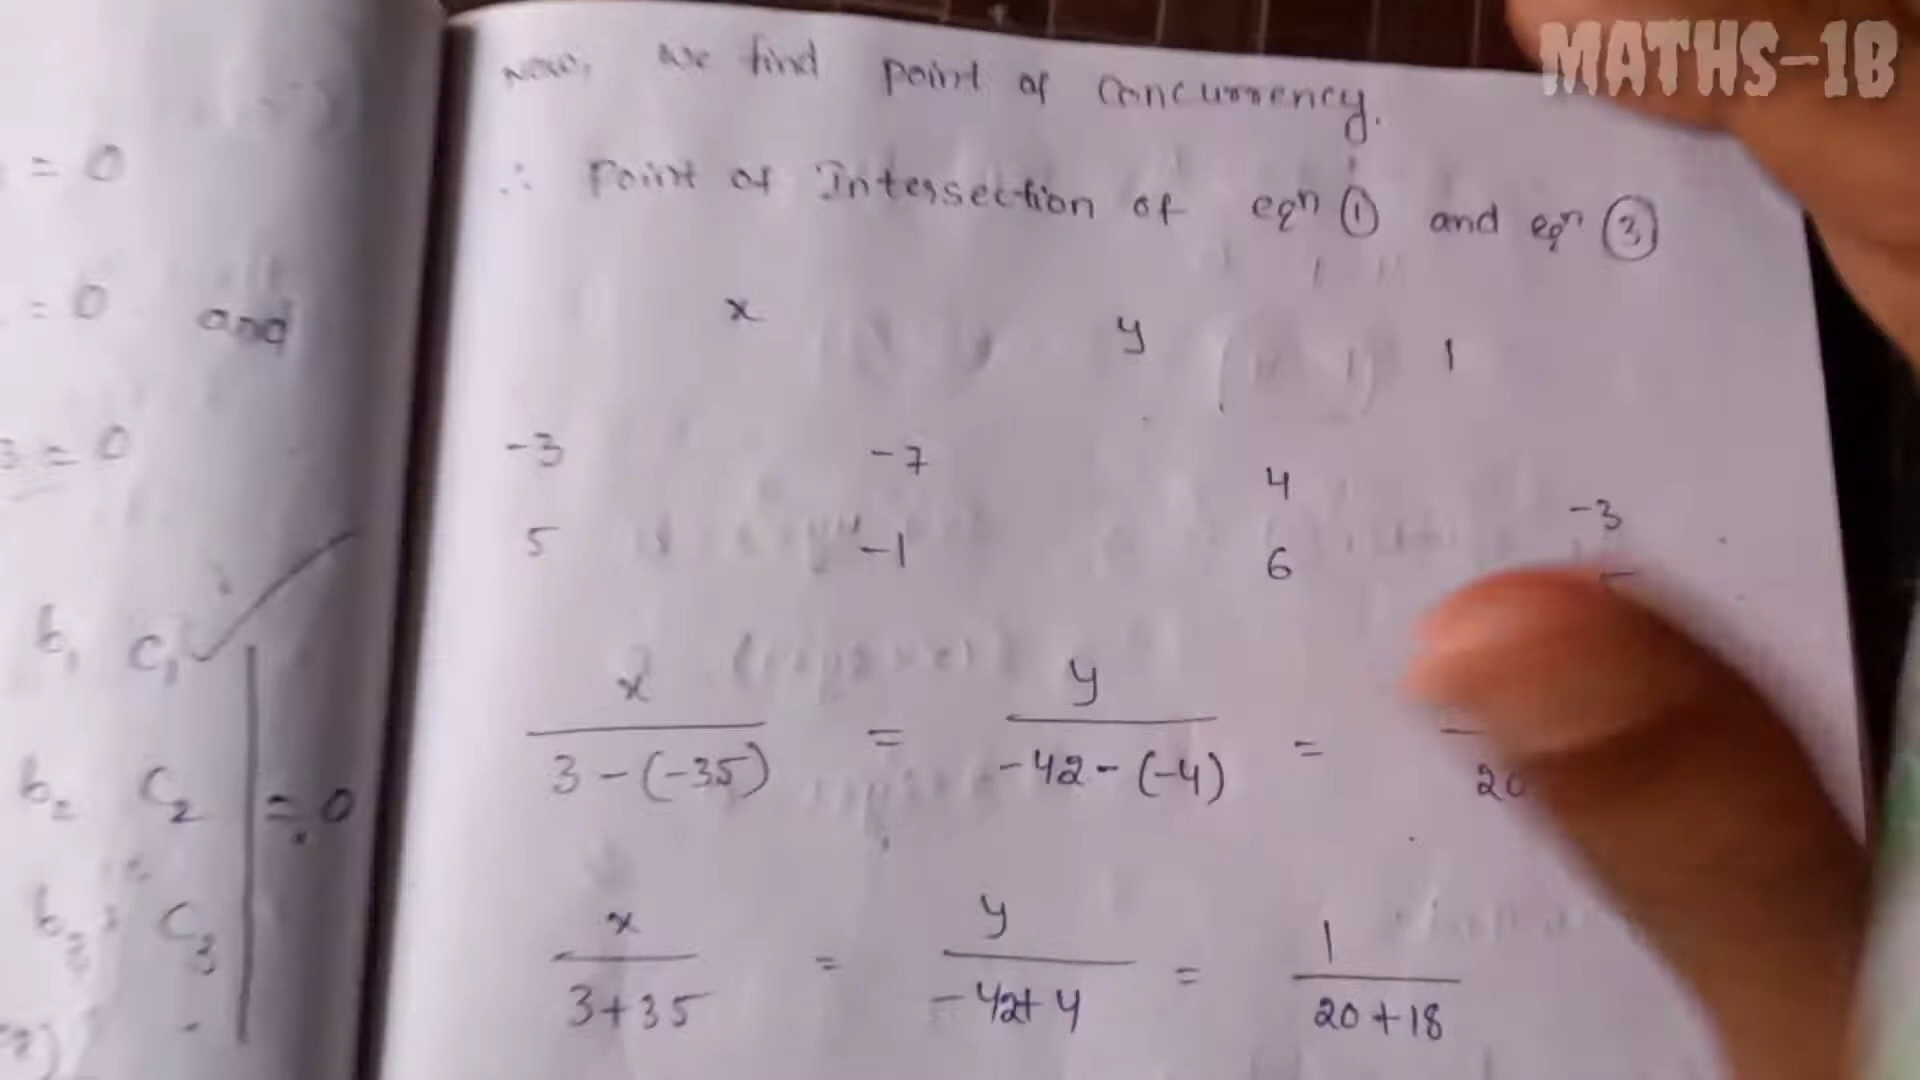 MATHS-1B
= 0
= 0 and
3 = 0
b₁ c₁
b₂ c₂ = 0
b₃ c₃
Now, we find point of concurrency.
∴ Point of Intersection of eqⁿ ① and eqⁿ ③
x y 1
-3 -7 4 -3
5 -1 6
x / 3-(-35) = y / -42-(-4) = 20
x / 3+35 = y / -42+4 = 1 / 20+18